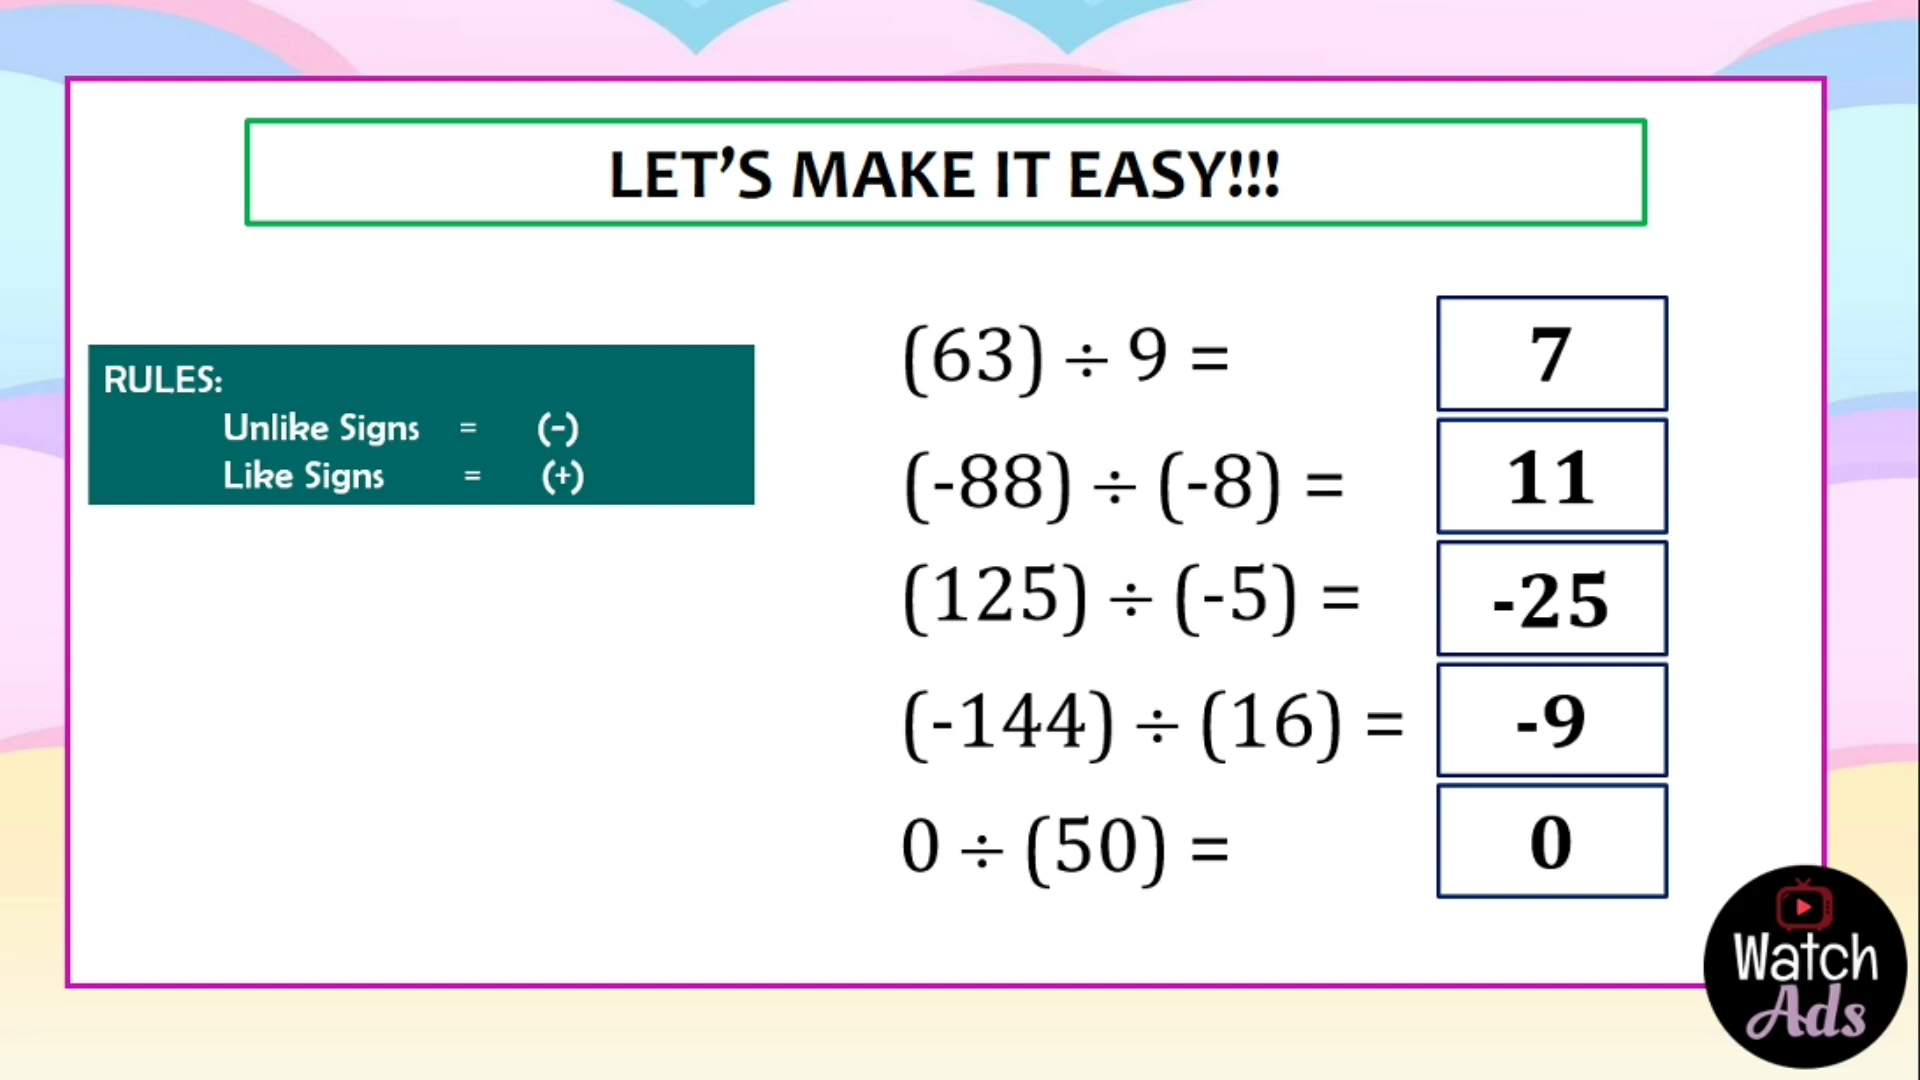 LET’S MAKE IT EASY!!!
RULES:
Unlike Signs = (-)
Like Signs = (+)
(63) ÷ 9 = 7
(-88) ÷ (-8) = 11
(125) ÷ (-5) = -25
(-144) ÷ (16) = -9
0 ÷ (50) = 0
Watch
Ads